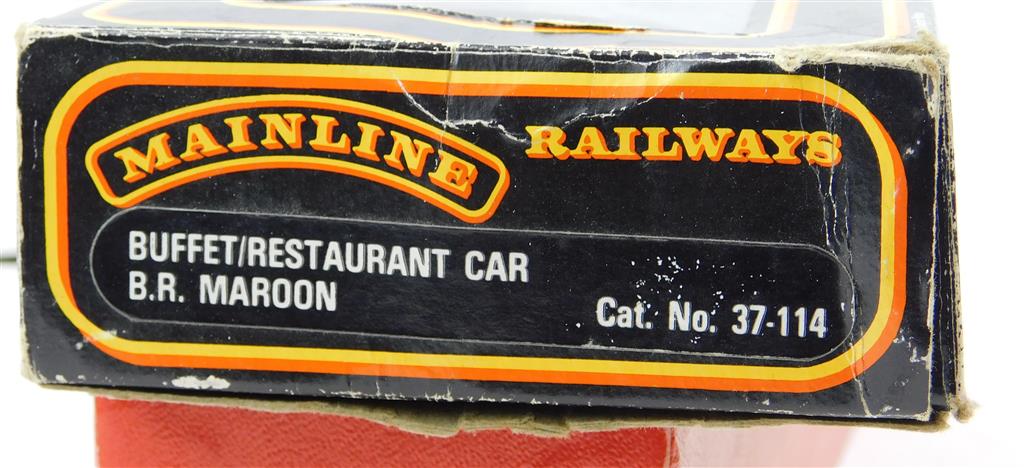 MAINLINE RAILWAYS
BUFFET/RESTAURANT CAR
B.R. MAROON
Cat. No. 37-114